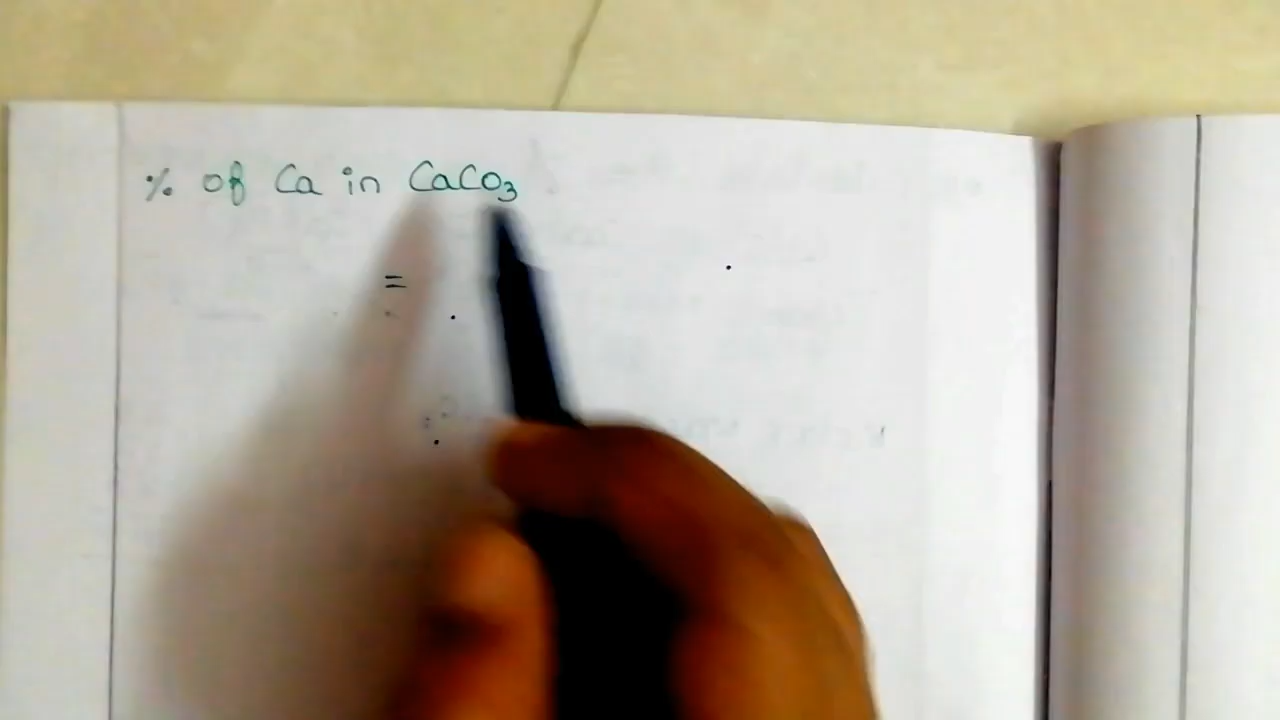 % of Ca in CaCO₃
=